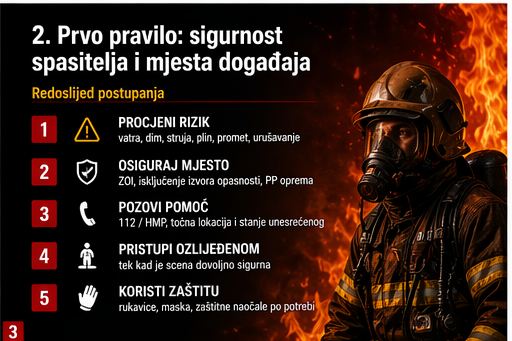 2. Prvo pravilo: sigurnost
spasitelja i mjesta događaja
Redoslijed postupanja
1
PROCJENI RIZIK
vatra, dim, struja, plin, promet, urušavanje
2
OSIGURAJ MJESTO
ZOI, isključenje izvora opasnosti, PP oprema
3
POZOVI POMOĆ
112 / HMP, točna lokacija i stanje unesrećenog
4
PRISTUPI OZLIJEĐENOM
tek kad je scena dovoljno sigurna
5
KORISTI ZAŠTITU
rukavice, maska, zaštitne naočale po potrebi
3